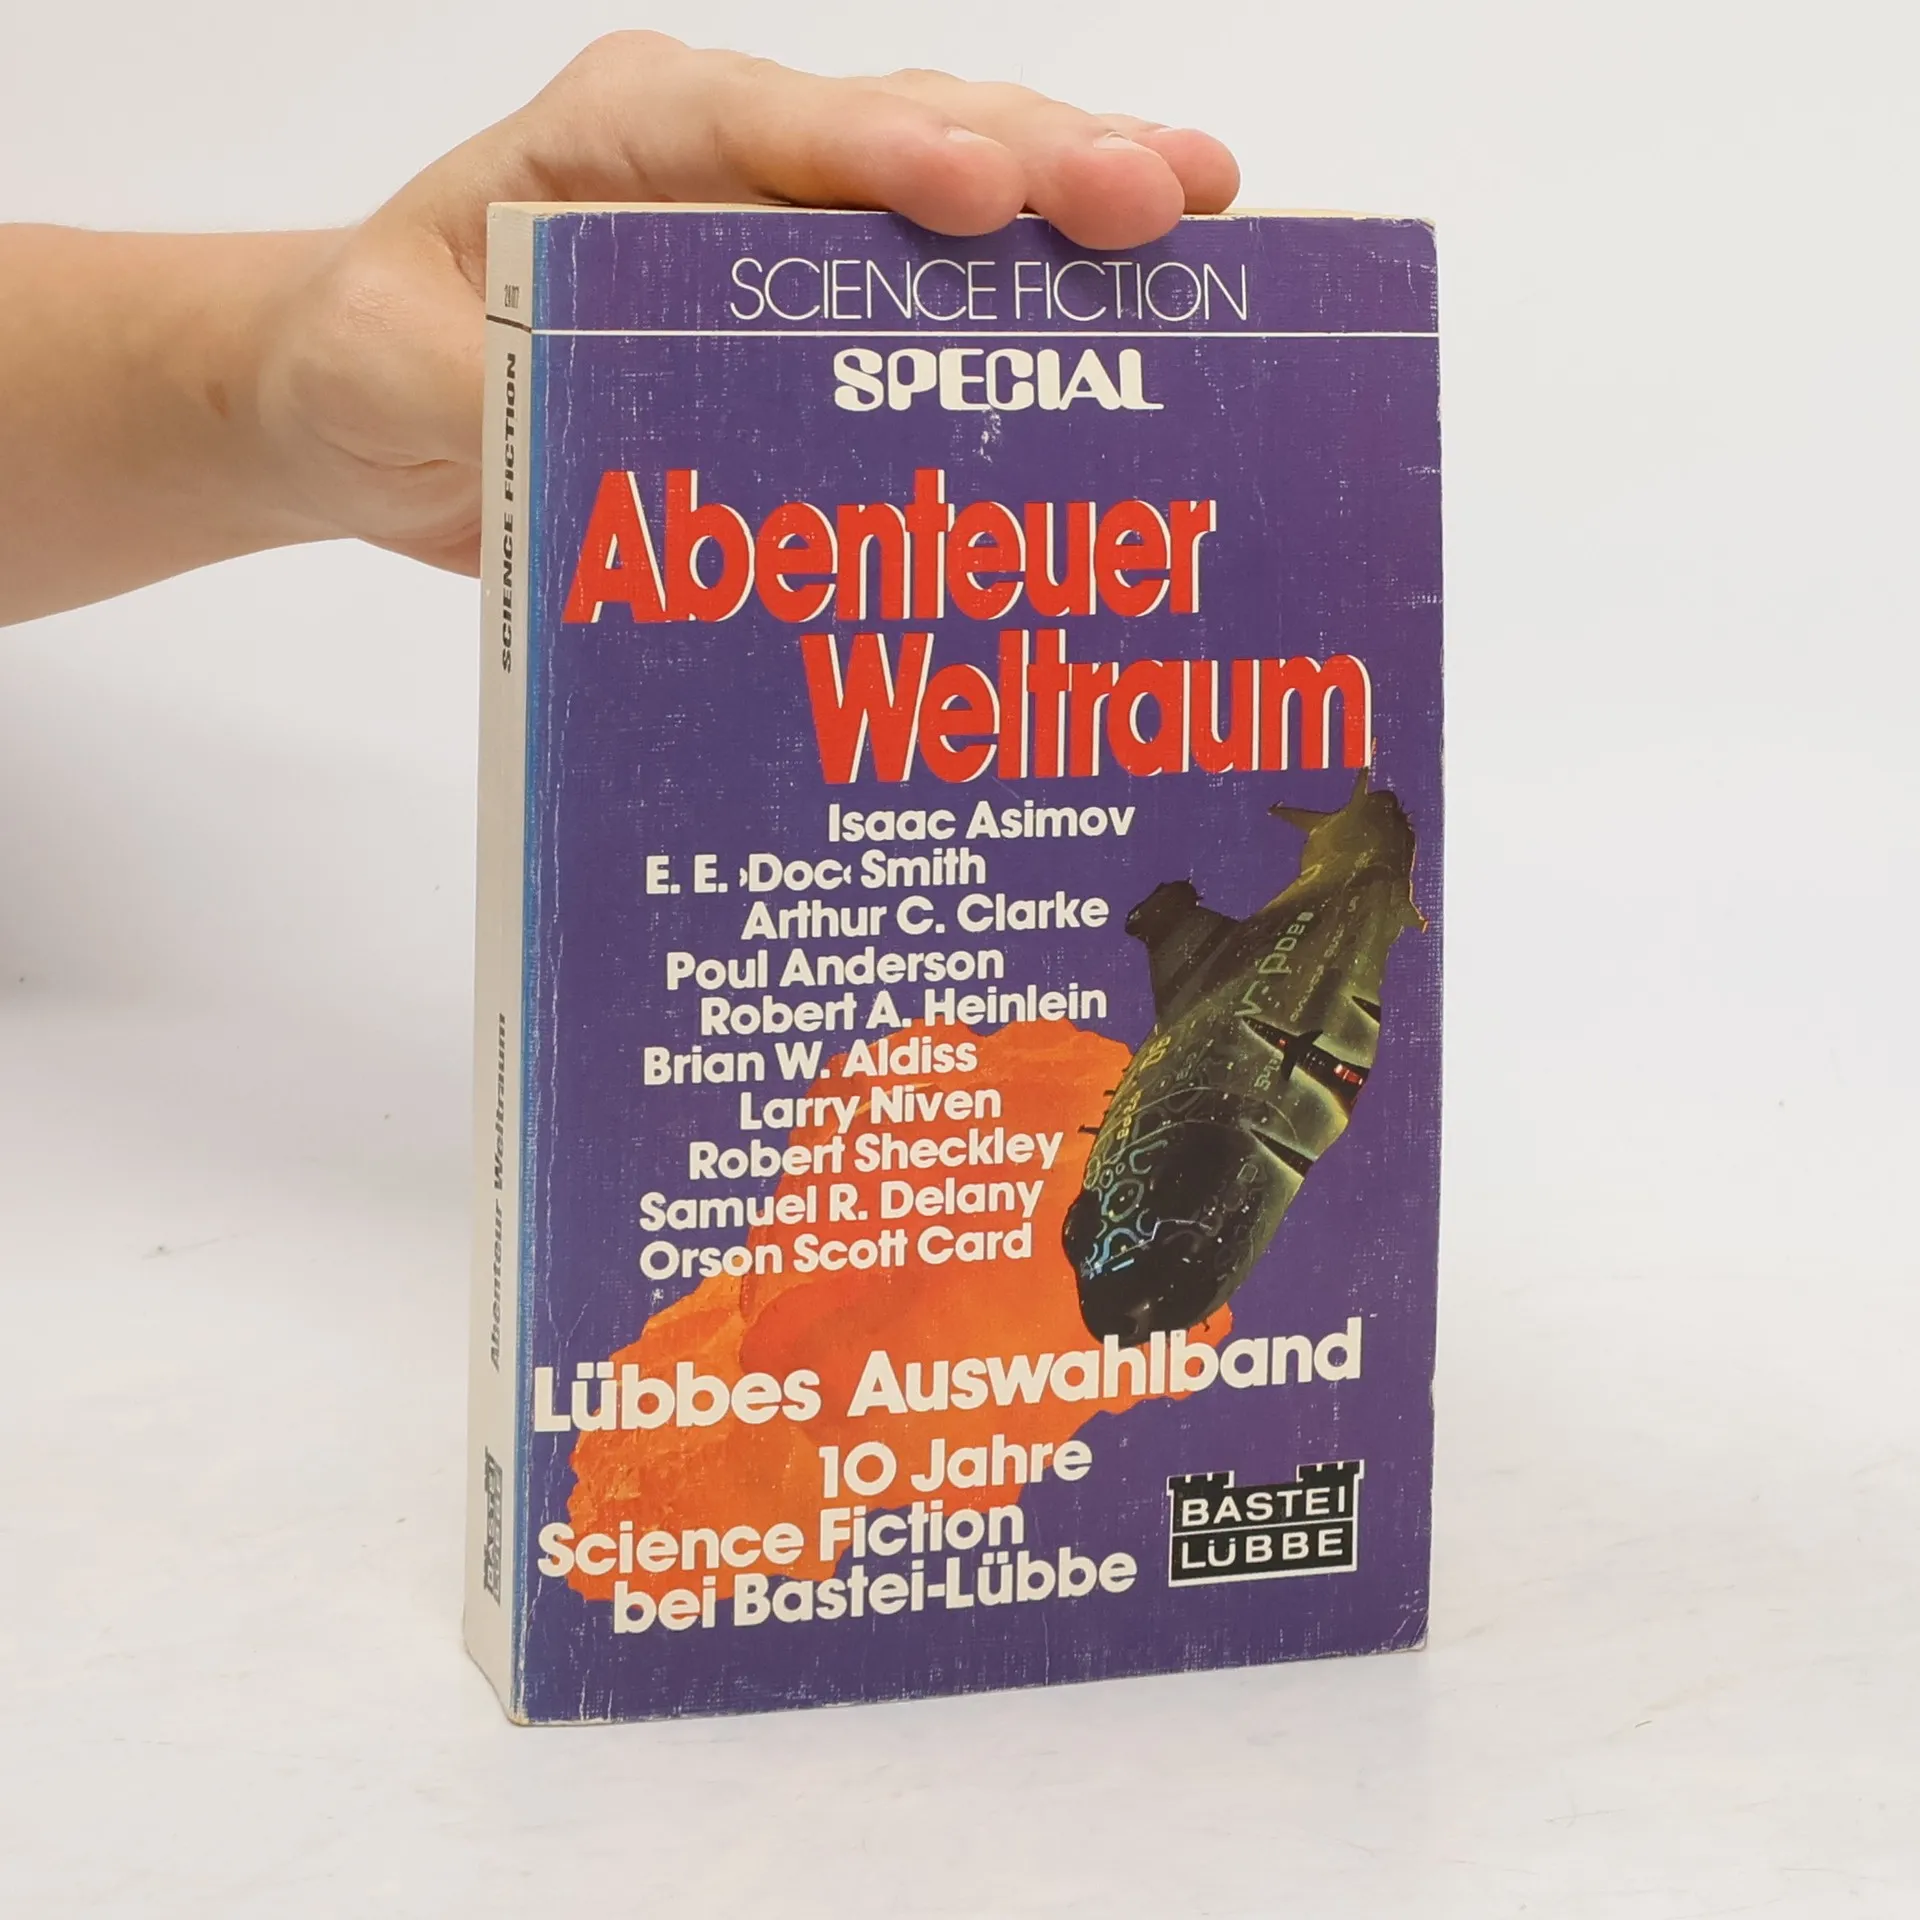 SCIENCE FICTION
SPECIAL
Abenteuer
Weltraum
Isaac Asimov
E. E. ›Doc‹ Smith
Arthur C. Clarke
Poul Anderson
Robert A. Heinlein
Brian W. Aldiss
Larry Niven
Robert Sheckley
Samuel R. Delany
Orson Scott Card
Lübbes Auswahlband
10 Jahre
Science Fiction
bei Bastei-Lübbe
BASTEI
LÜBBE
SCIENCE FICTION
Abenteur Weltraum